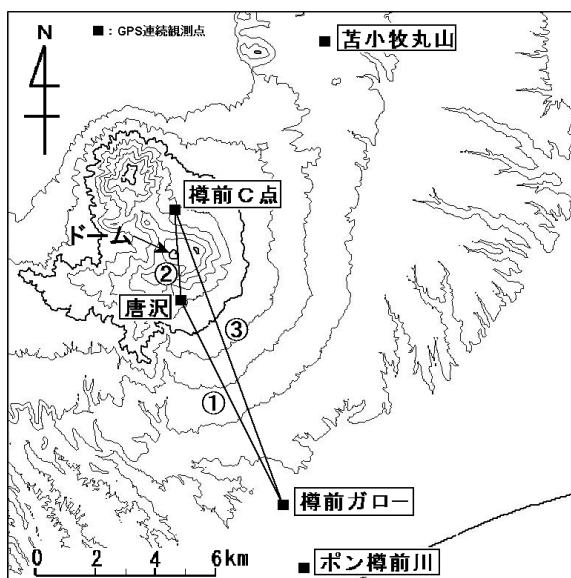 N
■：GPS連続観測点
苫小牧丸山
樽前C点
ドーム
②
唐沢
③
①
樽前ガロー
0 2 4 6km
ポン樽前川